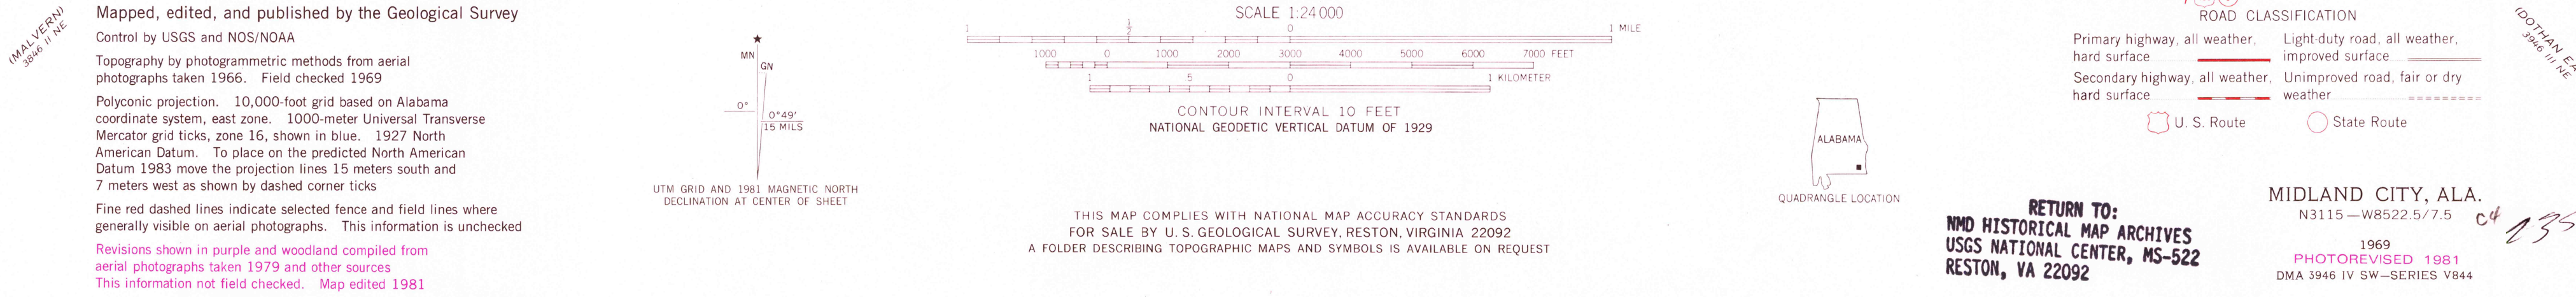 (MALVERN)
3846 II NE
Mapped, edited, and published by the Geological Survey
Control by USGS and NOS/NOAA
Topography by photogrammetric methods from aerial
photographs taken 1966. Field checked 1969
Polyconic projection. 10,000-foot grid based on Alabama
coordinate system, east zone. 1000-meter Universal Transverse
Mercator grid ticks, zone 16, shown in blue. 1927 North
American Datum. To place on the predicted North American
Datum 1983 move the projection lines 15 meters south and
7 meters west as shown by dashed corner ticks
Fine red dashed lines indicate selected fence and field lines where
generally visible on aerial photographs. This information is unchecked
Revisions shown in purple and woodland compiled from
aerial photographs taken 1979 and other sources
This information not field checked. Map edited 1981
MN
GN
0°
0°49'
15 MILS
UTM GRID AND 1981 MAGNETIC NORTH
DECLINATION AT CENTER OF SHEET
SCALE 1:24 000
1 ½ 0 1 MILE
1000 0 1000 2000 3000 4000 5000 6000 7000 FEET
1 .5 0 1 KILOMETER
CONTOUR INTERVAL 10 FEET
NATIONAL GEODETIC VERTICAL DATUM OF 1929
THIS MAP COMPLIES WITH NATIONAL MAP ACCURACY STANDARDS
FOR SALE BY U. S. GEOLOGICAL SURVEY, RESTON, VIRGINIA 22092
A FOLDER DESCRIBING TOPOGRAPHIC MAPS AND SYMBOLS IS AVAILABLE ON REQUEST
ALABAMA
QUADRANGLE LOCATION
ROAD CLASSIFICATION
Primary highway, all weather,
hard surface
Light-duty road, all weather,
improved surface
Secondary highway, all weather,
hard surface
Unimproved road, fair or dry
weather
U. S. Route
State Route
RETURN TO:
NMD HISTORICAL MAP ARCHIVES
USGS NATIONAL CENTER, MS-522
RESTON, VA 22092
MIDLAND CITY, ALA.
N3115—W8522.5/7.5
C4
1969
PHOTOREVISED 1981
DMA 3946 IV SW—SERIES V844
(DOTHAN EA
3946 III NE